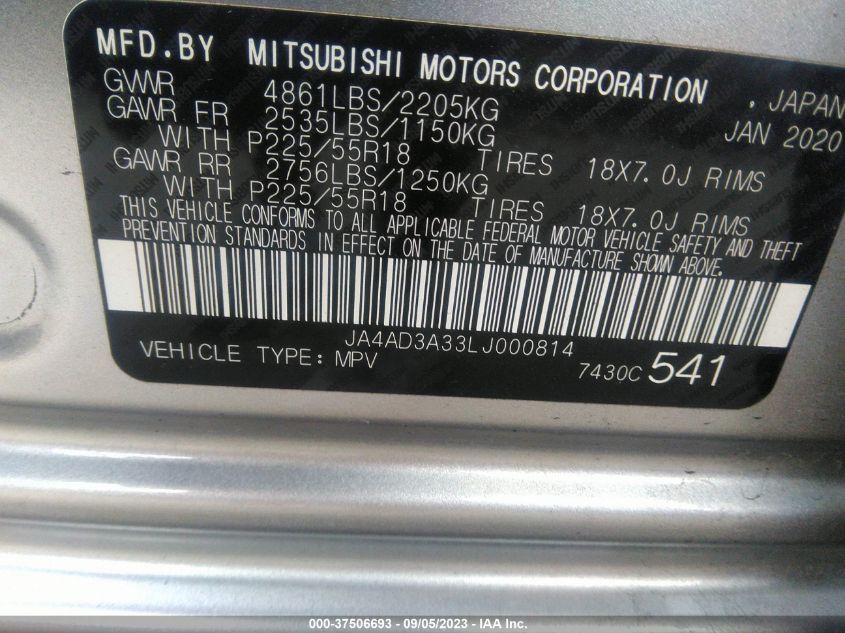 MFD. BY MITSUBISHI MOTORS CORPORATION , JAPAN
GVWR 4861LBS/2205KG JAN 2020
GAWR FR 2535LBS/1150KG
WITH P225/55R18 TIRES 18X7.0J RIMS
GAWR RR 2756LBS/1250KG
WITH P225/55R18 TIRES 18X7.0J RIMS
THIS VEHICLE CONFORMS TO ALL APPLICABLE FEDERAL MOTOR VEHICLE SAFETY AND THEFT
PREVENTION STANDARDS IN EFFECT ON THE DATE OF MANUFACTURE SHOWN ABOVE.
JA4AD3A33LJ000814
VEHICLE TYPE: MPV 7430C 541
000-37506693 - 09/05/2023 - IAA Inc.